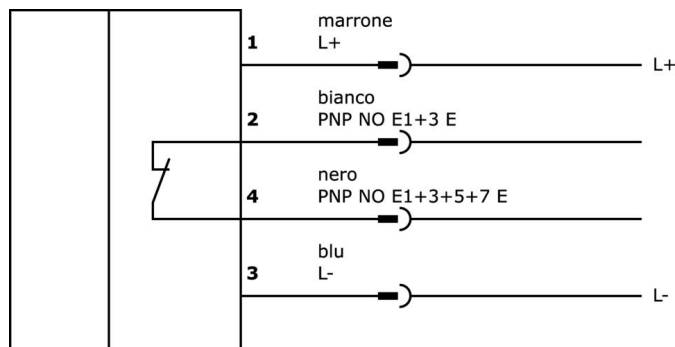 marrone
1 L+
L+
bianco
2 PNP NO E1+3 E
nero
4 PNP NO E1+3+5+7 E
blu
3 L-
L-